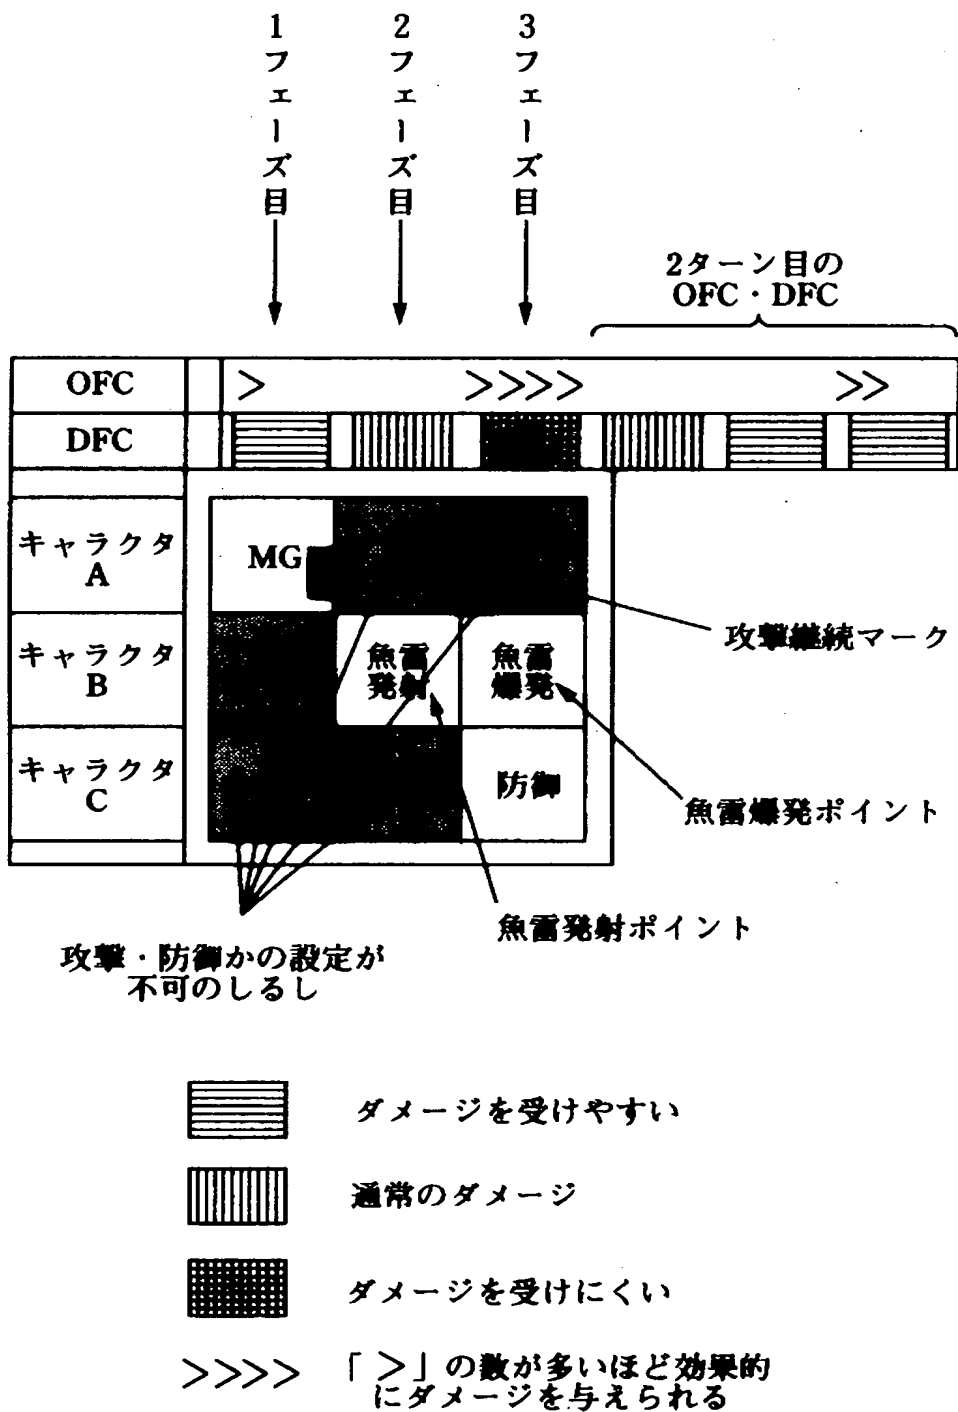 1フェーズ目
2フェーズ目
3フェーズ目
2ターン目の
OFC・DFC
OFC
>
>>>>
>>
DFC
キャラクタ
A
MG
攻撃継続マーク
キャラクタ
B
魚雷
発射
魚雷
爆発
キャラクタ
C
防御
魚雷爆発ポイント
魚雷発射ポイント
攻撃・防御かの設定が
不可のしるし
ダメージを受けやすい
通常のダメージ
ダメージを受けにくい
>>>> 「>」の数が多いほど効果的
にダメージを与えられる